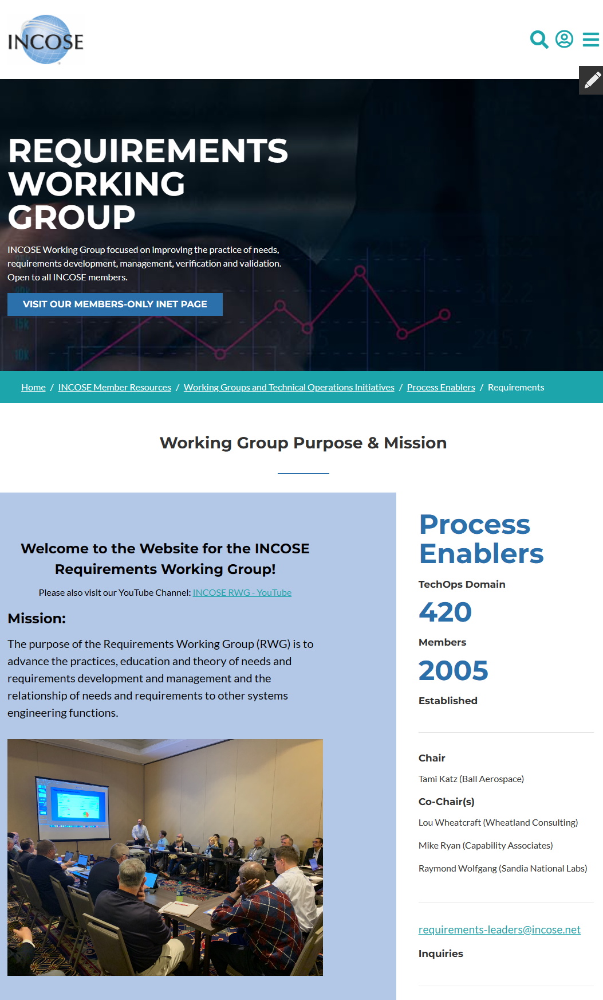 INCOSE
REQUIREMENTS
WORKING
GROUP
INCOSE Working Group focused on improving the practice of needs,
requirements development, management, verification and validation.
Open to all INCOSE members.
VISIT OUR MEMBERS-ONLY INET PAGE
15K
10K
312.2
245.7
Home / INCOSE Member Resources / Working Groups and Technical Operations Initiatives / Process Enablers / Requirements
Working Group Purpose & Mission
Welcome to the Website for the INCOSE
Requirements Working Group!
Please also visit our YouTube Channel: INCOSE RWG - YouTube
Mission:
The purpose of the Requirements Working Group (RWG) is to
advance the practices, education and theory of needs and
requirements development and management and the
relationship of needs and requirements to other systems
engineering functions.
Process
Enablers
TechOps Domain
420
Members
2005
Established
Chair
Tami Katz (Ball Aerospace)
Co-Chair(s)
Lou Wheatcraft (Wheatland Consulting)
Mike Ryan (Capability Associates)
Raymond Wolfgang (Sandia National Labs)
requirements-leaders@incose.net
Inquiries